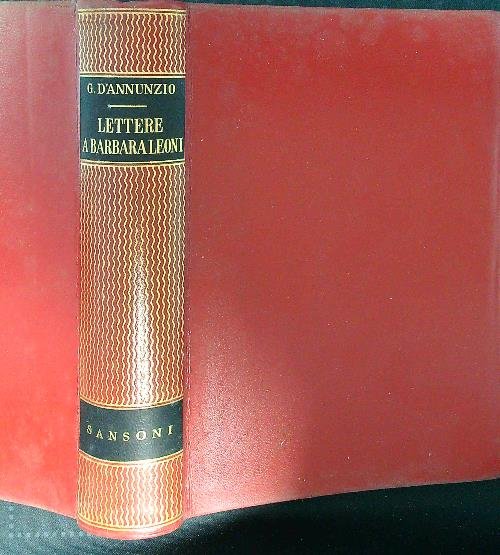 G. D'ANNUNZIO
LETTERE
A BARBARA LEONI
SANSONI